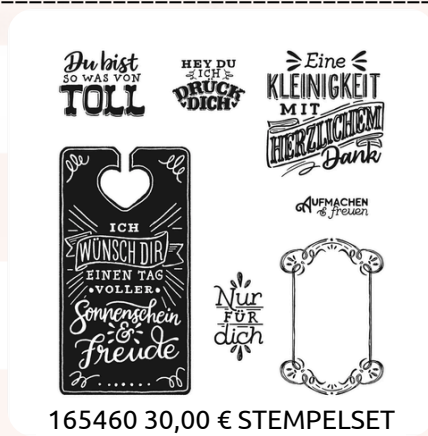 Du bist
SO WAS VON
TOLL
HEY DU
ICH
DRÜCK
DICH
Eine
KLEINIGKEIT
MIT
HERZLICHEM
Dank
AUFMACHEN
& freuen
ICH
WÜNSCH DIR
EINEN TAG
•VOLLER•
Sonnenschein
&
Freude
Nur
FÜR
dich
165460 30,00 € STEMPELSET